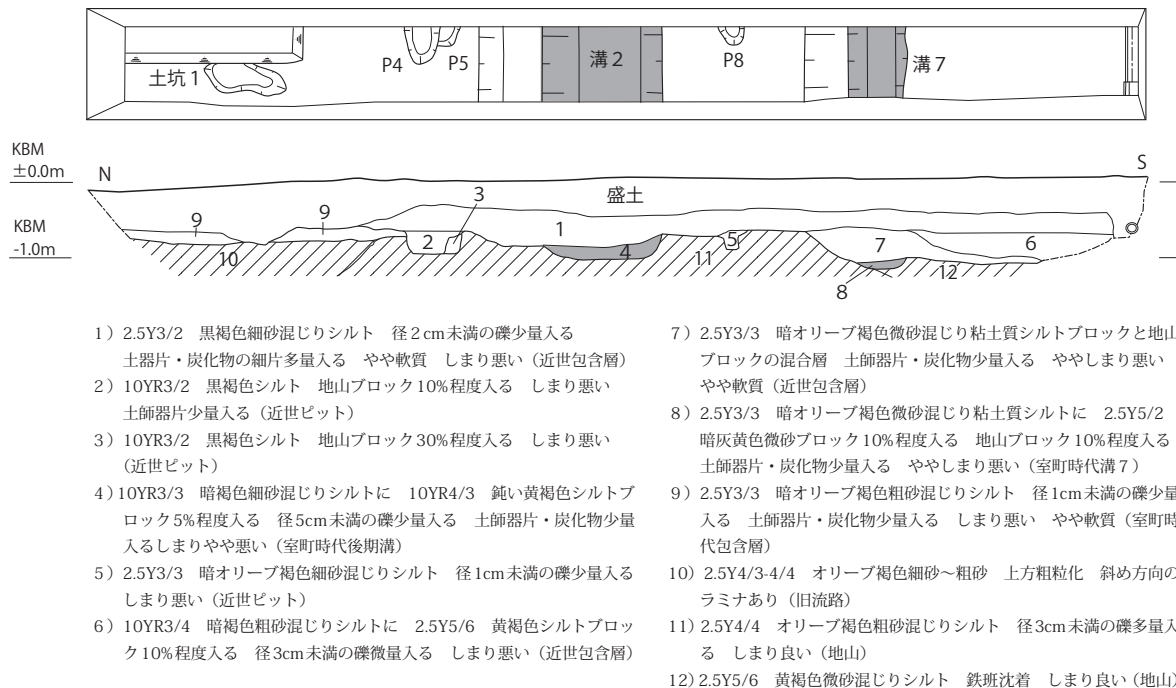 土坑 1
P4
P5
溝 2
P8
溝 7
KBM
±0.0m
N
S
盛土
3
9
9
1
2
5
7
6
4
10
11
12
8
KBM
-1.0m
1）2.5Y3/2　黒褐色細砂混じりシルト　径２cm未満の礫少量入る
土器片・炭化物の細片多量入る　やや軟質　しまり悪い（近世包含層）
2）10YR3/2　黒褐色シルト　地山ブロック10%程度入る　しまり悪い
土師器片少量入る（近世ピット）
3）10YR3/2　黒褐色シルト　地山ブロック30%程度入る　しまり悪い
（近世ピット）
4）10YR3/3　暗褐色細砂混じりシルトに　10YR4/3　鈍い黄褐色シルトブ
ロック5%程度入る　径5cm未満の礫少量入る　土師器片・炭化物少量
入るしまりやや悪い（室町時代後期溝）
5）2.5Y3/3　暗オリーブ褐色細砂混じりシルト　径1cm未満の礫少量入る
しまり悪い（近世ピット）
6）10YR3/4　暗褐色粗砂混じりシルトに　2.5Y5/6　黄褐色シルトブロッ
ク10%程度入る　径3cm未満の礫微量入る　しまり悪い（近世包含層）
7）2.5Y3/3　暗オリーブ褐色微砂混じり粘土質シルトブロックと地山
ブロックの混合層　土師器片・炭化物少量入る　ややしまり悪い
やや軟質（近世包含層）
8）2.5Y3/3　暗オリーブ褐色微砂混じり粘土質シルトに　2.5Y5/2
暗灰黄色微砂ブロック10%程度入る　地山ブロック10%程度入る
土師器片・炭化物少量入る　ややしまり悪い（室町時代溝７）
9）2.5Y3/3　暗オリーブ褐色粗砂混じりシルト　径1cm未満の礫少量
入る　土師器片・炭化物少量入る　しまり悪い　やや軟質（室町時
代包含層）
10）2.5Y4/3-4/4　オリーブ褐色細砂～粗砂　上方粗粒化　斜め方向の
ラミナあり（旧流路）
11）2.5Y4/4　オリーブ褐色粗砂混じりシルト　径3cm未満の礫多量入
る　しまり良い（地山）
12）2.5Y5/6　黄褐色微砂混じりシルト　鉄斑沈着　しまり良い（地山）